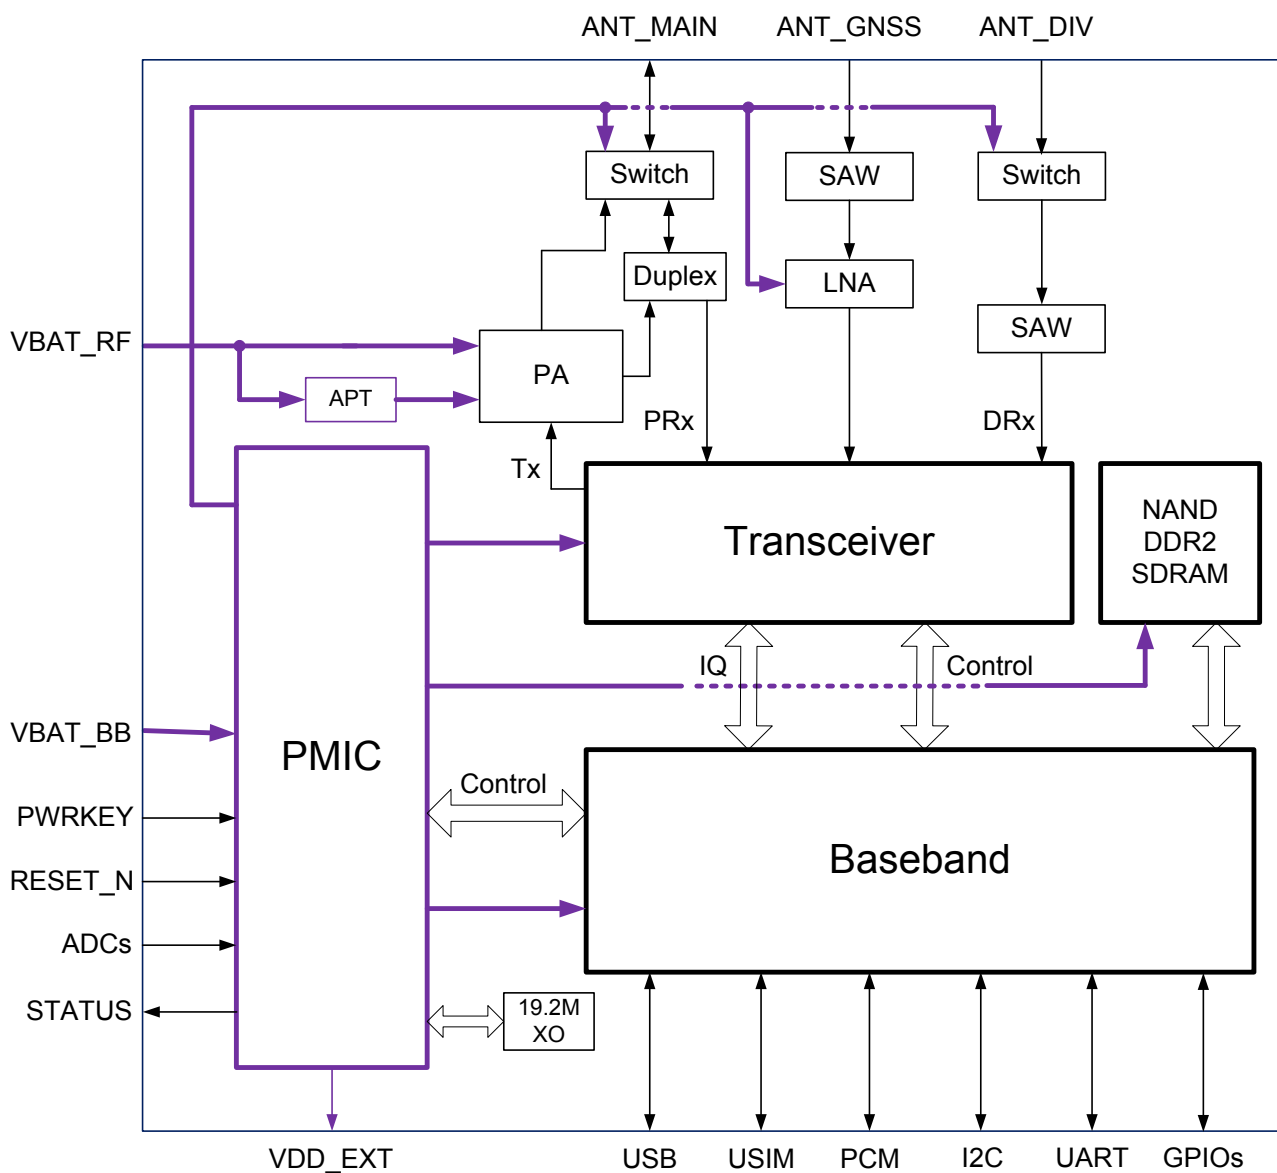 ANT_MAIN
ANT_GNSS
ANT_DIV
Switch
SAW
Switch
Duplex
LNA
SAW
VBAT_RF
PA
APT
PRx
DRx
Tx
Transceiver
NAND
DDR2
SDRAM
IQ
Control
VBAT_BB
PMIC
Control
PWRKEY
Baseband
RESET_N
ADCs
STATUS
19.2M
XO
VDD_EXT
USB
USIM
PCM
I2C
UART
GPIOs